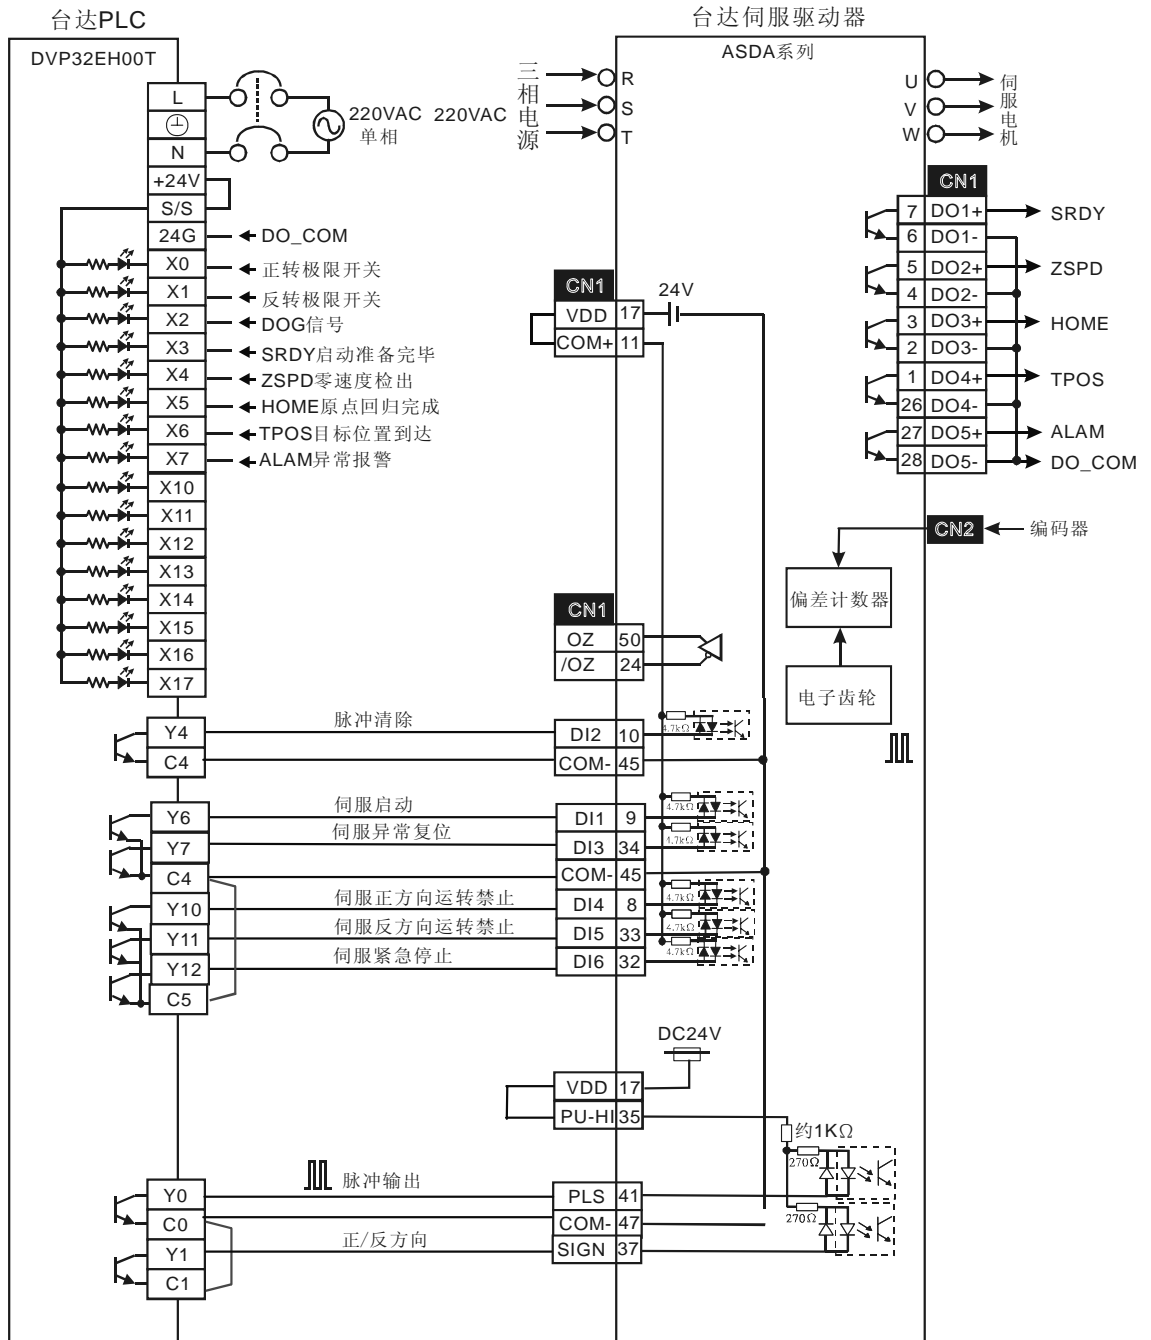 台达PLC
DVP32EH00T
L
N
+24V
S/S
24G
X0
X1
X2
X3
X4
X5
X6
X7
X10
X11
X12
X13
X14
X15
X16
X17
220VAC
单相
DO_COM
正转极限开关
反转极限开关
DOG信号
SRDY启动准备完毕
ZSPD零速度检出
HOME原点回归完成
TPOS目标位置到达
ALAM异常报警
台达伺服驱动器
ASDA系列
220VAC
三相电源
R
S
T
U
V
W
伺服电机
CN1
7 DO1+ SRDY
6 DO1-
5 DO2+ ZSPD
4 DO2-
3 DO3+ HOME
2 DO3-
1 DO4+ TPOS
26 DO4-
27 DO5+ ALAM
28 DO5- DO_COM
CN2 编码器
偏差计数器
电子齿轮
CN1
24V
VDD 17
COM+ 11
CN1
OZ 50
/OZ 24
Y4 脉冲清除 DI2 10 4.7kΩ
C4 COM- 45
Y6 伺服启动 DI1 9 4.7kΩ
Y7 伺服异常复位 DI3 34 4.7kΩ
C4 COM- 45
Y10 伺服正方向运转禁止 DI4 8 4.7kΩ
Y11 伺服反方向运转禁止 DI5 33 4.7kΩ
Y12 伺服紧急停止 DI6 32 4.7kΩ
C5
DC24V
VDD 17
PU-HI 35
约1KΩ
270Ω
Y0 脉冲输出 PLS 41
C0 COM- 47
270Ω
Y1 正/反方向 SIGN 37
C1